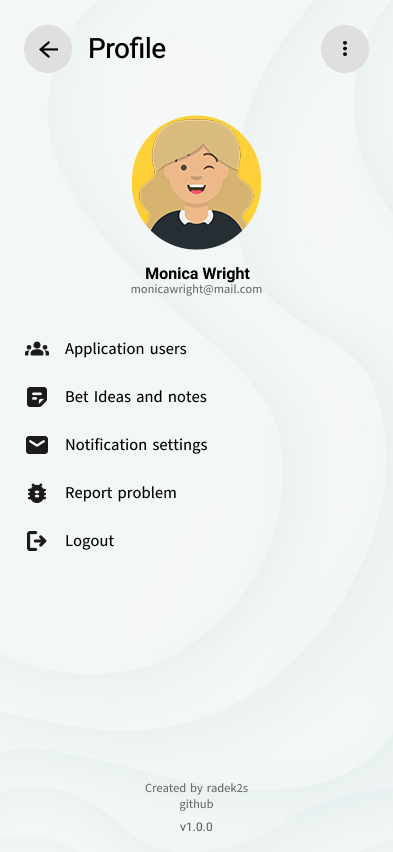 Profile
Monica Wright
monicawright@mail.com
Application users
Bet Ideas and notes
Notification settings
Report problem
Logout
Created by radek2s
github
v1.0.0